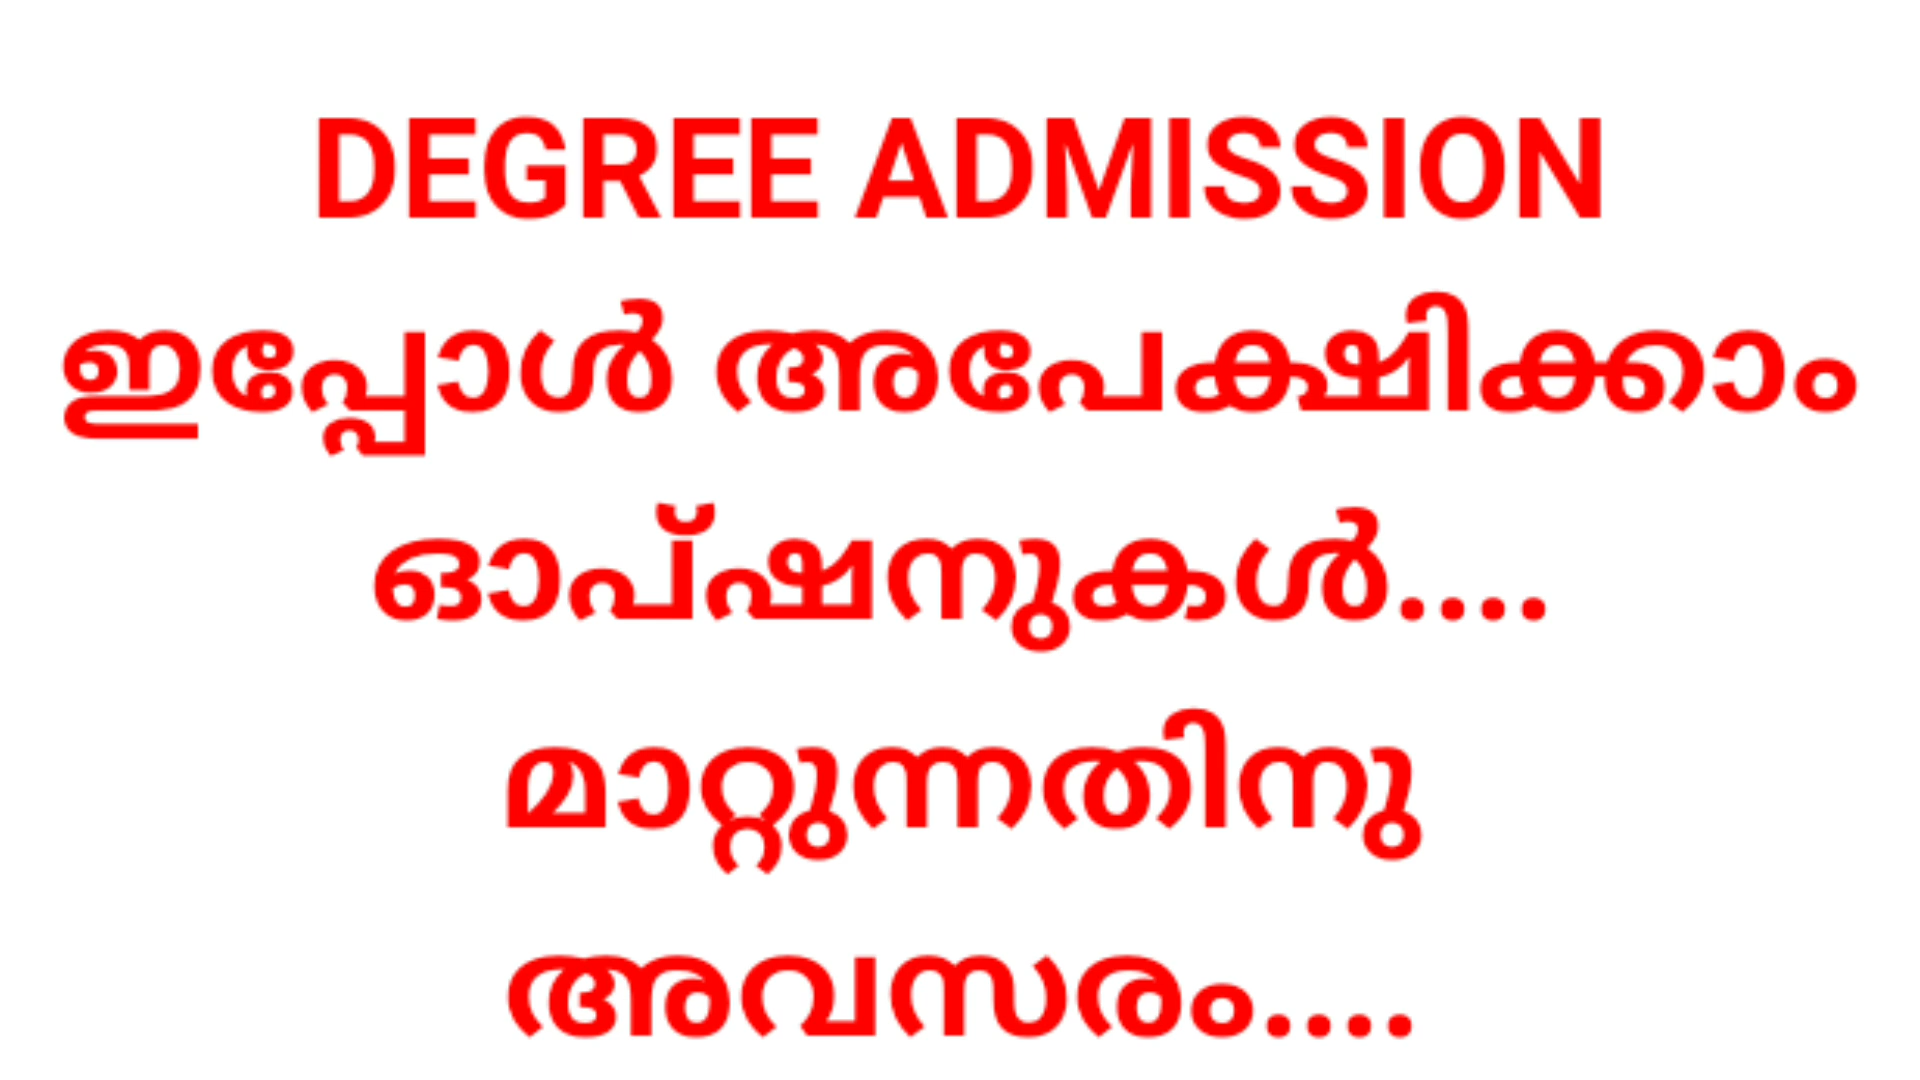 DEGREE ADMISSION
ഇപ്പോൾ അപേക്ഷിക്കാം
ഓപ്ഷനുകൾ....
മാറ്റുന്നതിനു
അവസരം....